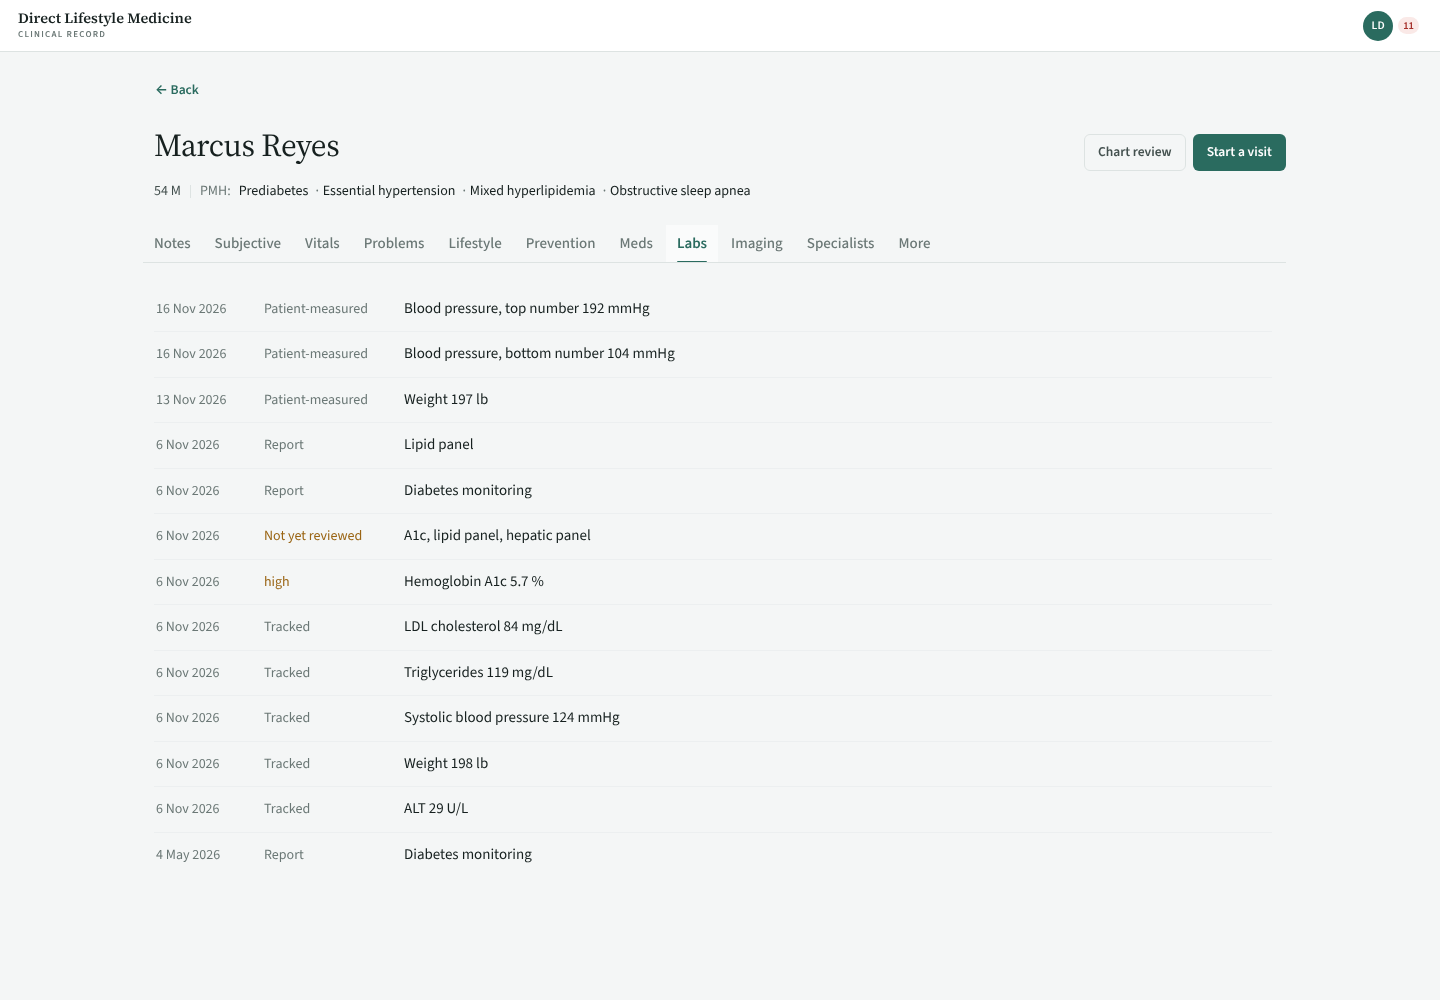 Direct Lifestyle Medicine
CLINICAL RECORD
LD 11
← Back
Marcus Reyes
Chart review Start a visit
54 M | PMH: Prediabetes · Essential hypertension · Mixed hyperlipidemia · Obstructive sleep apnea
Notes Subjective Vitals Problems Lifestyle Prevention Meds Labs Imaging Specialists More
16 Nov 2026 Patient-measured Blood pressure, top number 192 mmHg
16 Nov 2026 Patient-measured Blood pressure, bottom number 104 mmHg
13 Nov 2026 Patient-measured Weight 197 lb
6 Nov 2026 Report Lipid panel
6 Nov 2026 Report Diabetes monitoring
6 Nov 2026 Not yet reviewed A1c, lipid panel, hepatic panel
6 Nov 2026 high Hemoglobin A1c 5.7 %
6 Nov 2026 Tracked LDL cholesterol 84 mg/dL
6 Nov 2026 Tracked Triglycerides 119 mg/dL
6 Nov 2026 Tracked Systolic blood pressure 124 mmHg
6 Nov 2026 Tracked Weight 198 lb
6 Nov 2026 Tracked ALT 29 U/L
4 May 2026 Report Diabetes monitoring